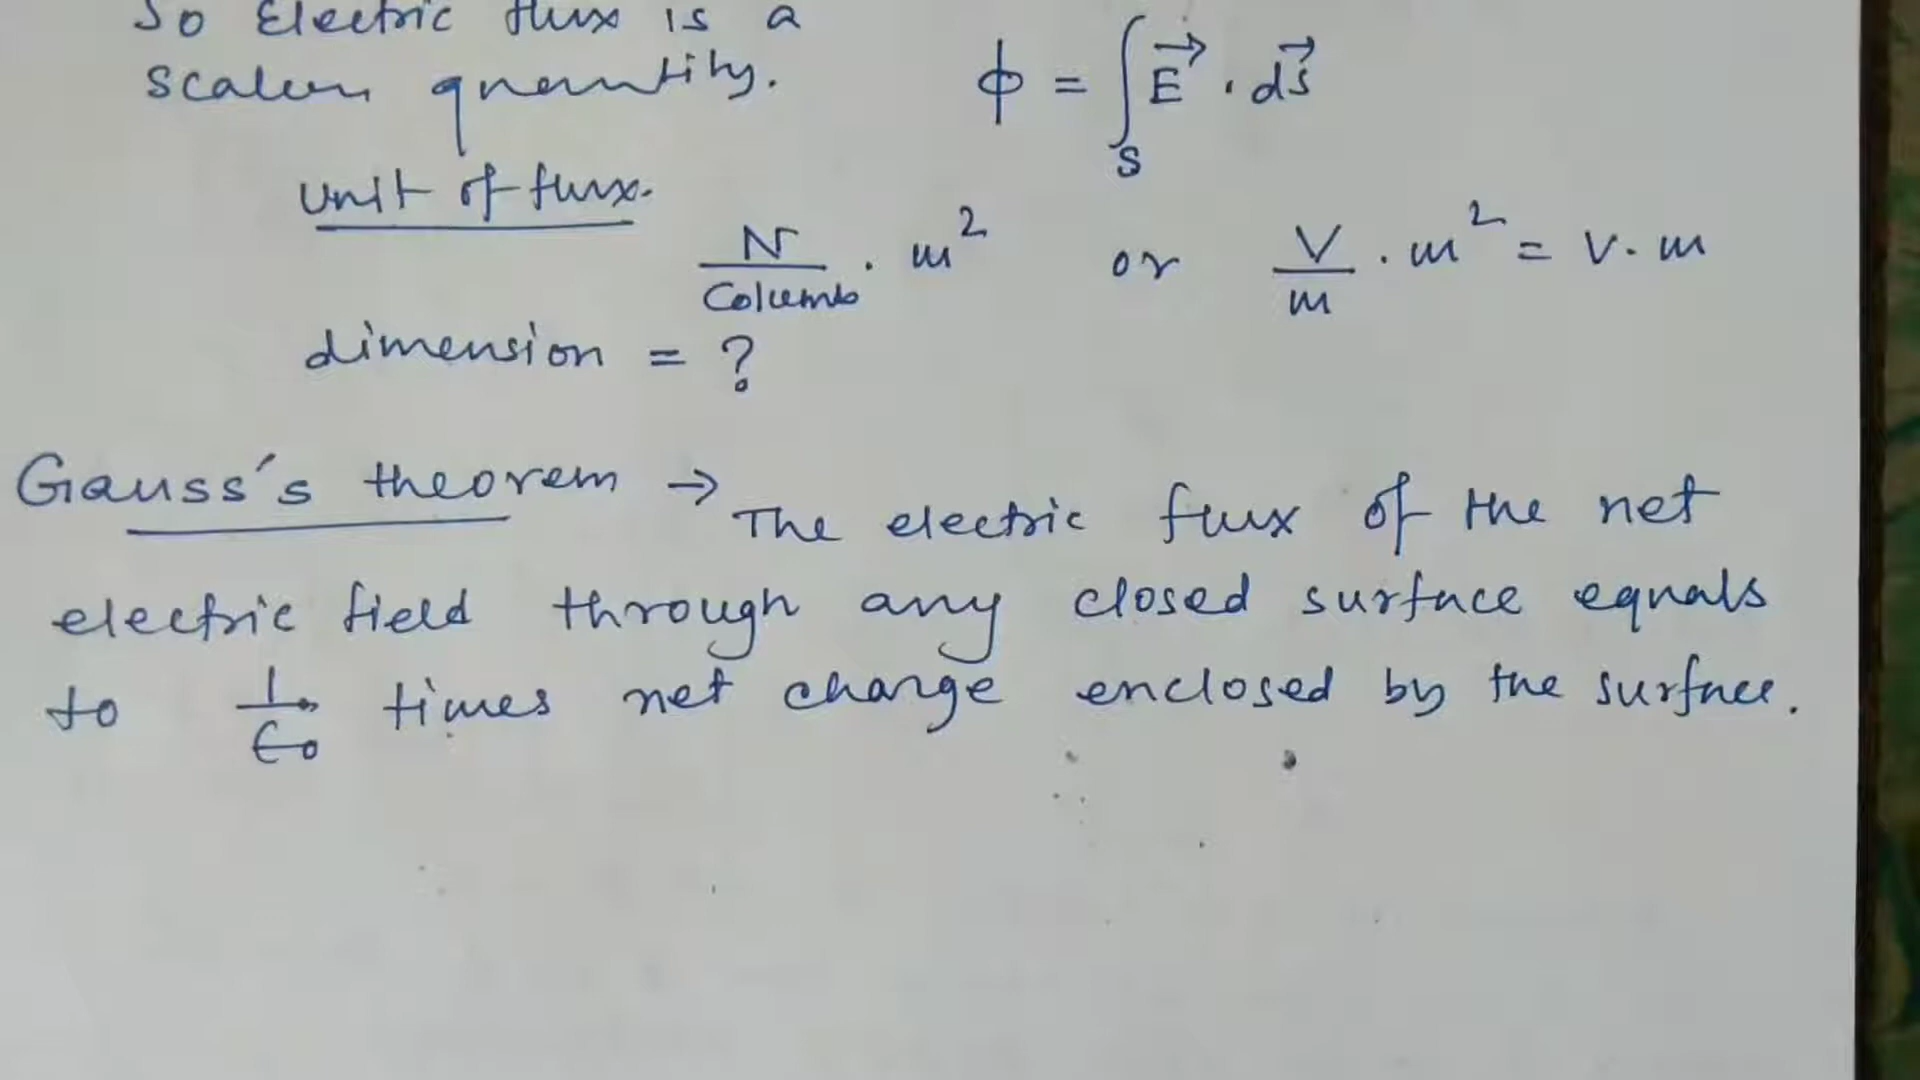 So Electric flux is a
scalar quantity.
ϕ = ∫_S E⃗ · ds⃗
Unit of flux.
N/Columb · m² or V/m · m² = V · m
dimension = ?
Gauss's theorem → The electric flux of the net
electric field through any closed surface equals
to 1/ϵ₀ times net charge enclosed by the surface.